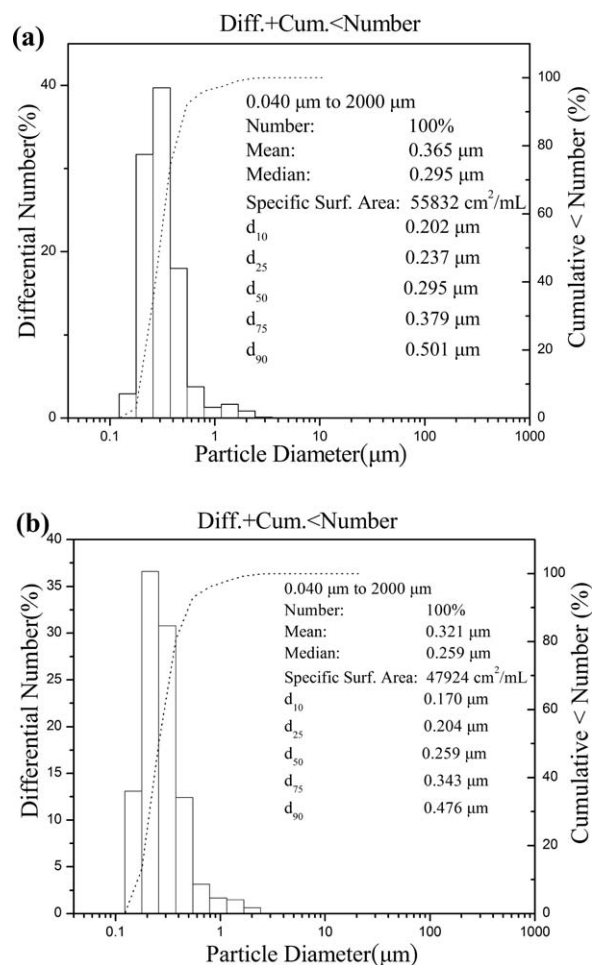 (a)
Diff.+Cum.<Number
Differential Number(%)
40
20
0
0.040 μm to 2000 μm
Number: 100%
Mean: 0.365 μm
Median: 0.295 μm
Specific Surf. Area: 55832 cm²/mL
d₁₀ 0.202 μm
d₂₅ 0.237 μm
d₅₀ 0.295 μm
d₇₅ 0.379 μm
d₉₀ 0.501 μm
100
80
60
40
20
0
Cumulative < Number (%)
0.1 1 10 100 1000
Particle Diameter(μm)
(b)
Diff.+Cum.<Number
Differential Number(%)
40
35
30
25
20
15
10
5
0
0.040 μm to 2000 μm
Number: 100%
Mean: 0.321 μm
Median: 0.259 μm
Specific Surf. Area: 47924 cm²/mL
d₁₀ 0.170 μm
d₂₅ 0.204 μm
d₅₀ 0.259 μm
d₇₅ 0.343 μm
d₉₀ 0.476 μm
100
80
60
40
20
0
Cumulative < Number (%)
0.1 1 10 100 1000
Particle Diameter(μm)